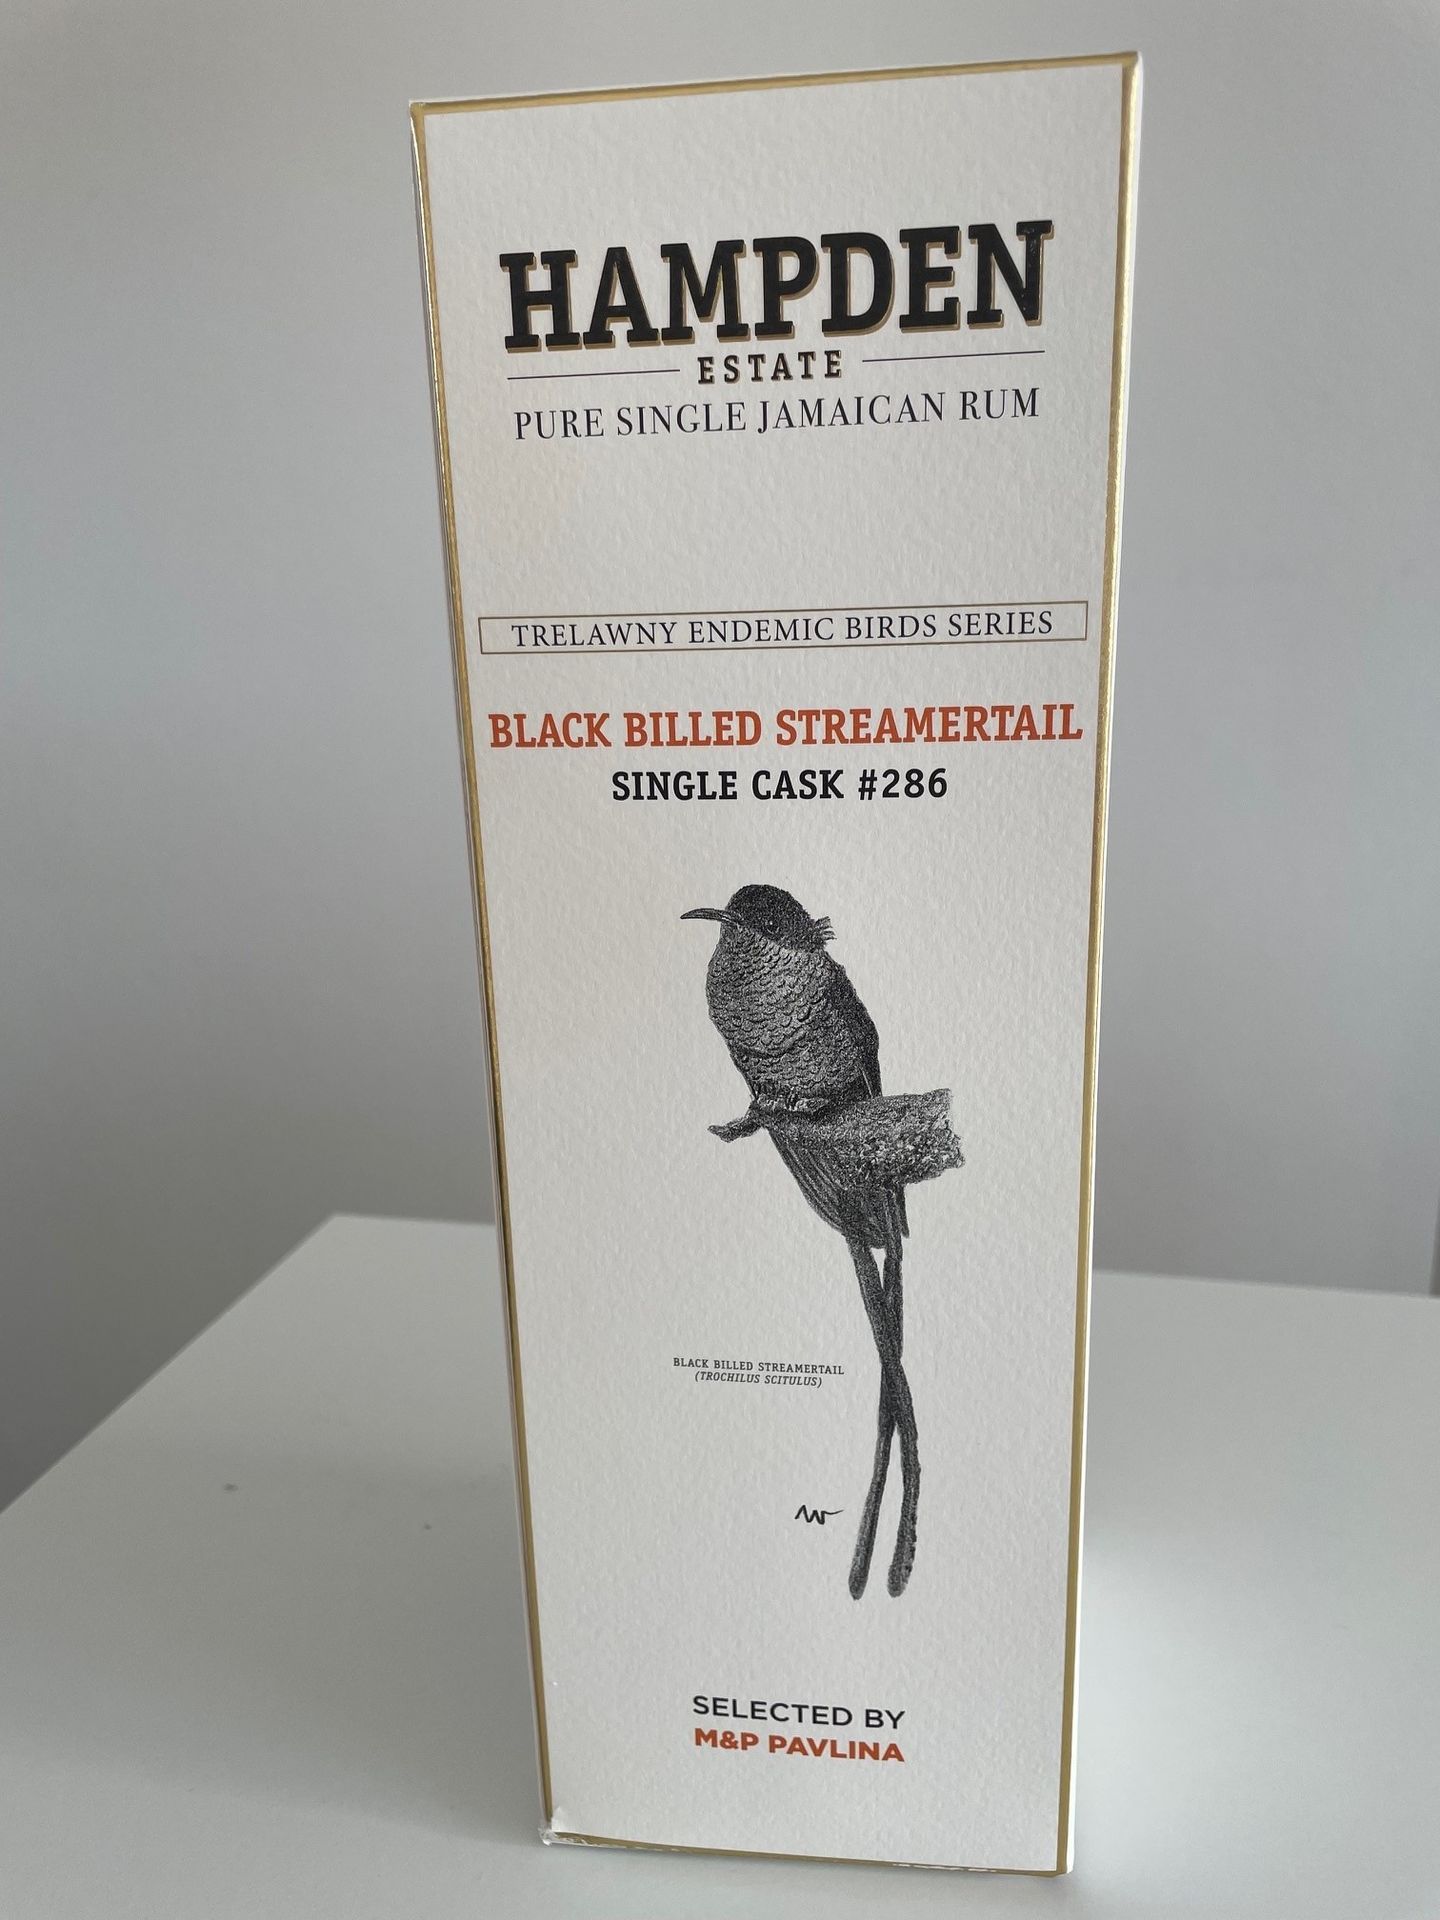 HAMPDEN
ESTATE
PURE SINGLE JAMAICAN RUM
TRELAWNY ENDEMIC BIRDS SERIES
BLACK BILLED STREAMERTAIL
SINGLE CASK #286
BLACK BILLED STREAMERTAIL
(TROCHILUS SCITULUS)
SELECTED BY
M&P PAVLINA